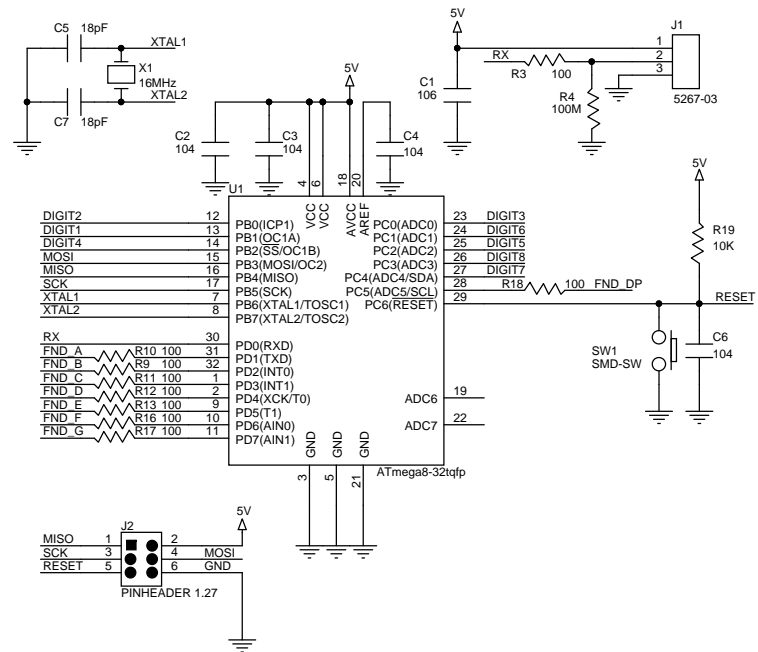 C5 18pF
XTAL1
X1
16MHz
XTAL2
C7 18pF
5V
C2
104
C3
104
C4
104
5V
C1
106
RX
R3 100
R4
100M
J1
1
2
3
5267-03
5V
R19
10K
U1
4 6 18 20
VCC VCC AVCC AREF
DIGIT2 12 PB0(ICP1) PC0(ADC0) 23 DIGIT3
DIGIT1 13 PB1(OC1A) PC1(ADC1) 24 DIGIT6
DIGIT4 14 PB2(SS/OC1B) PC2(ADC2) 25 DIGIT5
MOSI 15 PB3(MOSI/OC2) PC3(ADC3) 26 DIGIT8
MISO 16 PB4(MISO) PC4(ADC4/SDA) 27 DIGIT7
SCK 17 PB5(SCK) PC5(ADC5/SCL) 28 R18 100 FND_DP
XTAL1 7 PB6(XTAL1/TOSC1) PC6(RESET) 29 RESET
XTAL2 8 PB7(XTAL2/TOSC2)
RX 30 PD0(RXD)
FND_A R10 100 31 PD1(TXD)
FND_B R9 100 32 PD2(INT0)
FND_C R11 100 1 PD3(INT1)
FND_D R12 100 2 PD4(XCK/T0) ADC6 19
FND_E R13 100 9 PD5(T1)
FND_F R16 100 10 PD6(AIN0) ADC7 22
FND_G R17 100 11 PD7(AIN1)
GND GND GND
3 5 21
ATmega8-32tqfp
SW1
SMD-SW
C6
104
J2
5V
MISO 1 2
SCK 3 4 MOSI
RESET 5 6 GND
PINHEADER 1.27